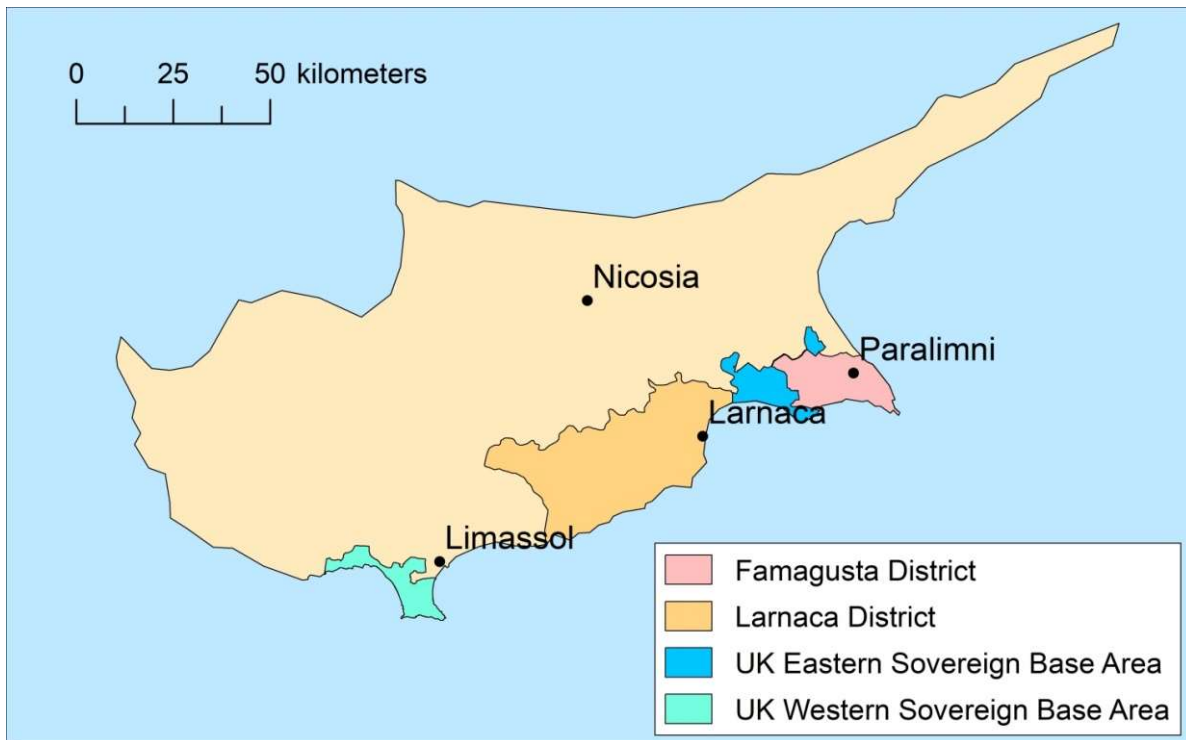 0 25 50 kilometers
Nicosia
Paralimni
Larnaca
Limassol
Famagusta District
Larnaca District
UK Eastern Sovereign Base Area
UK Western Sovereign Base Area